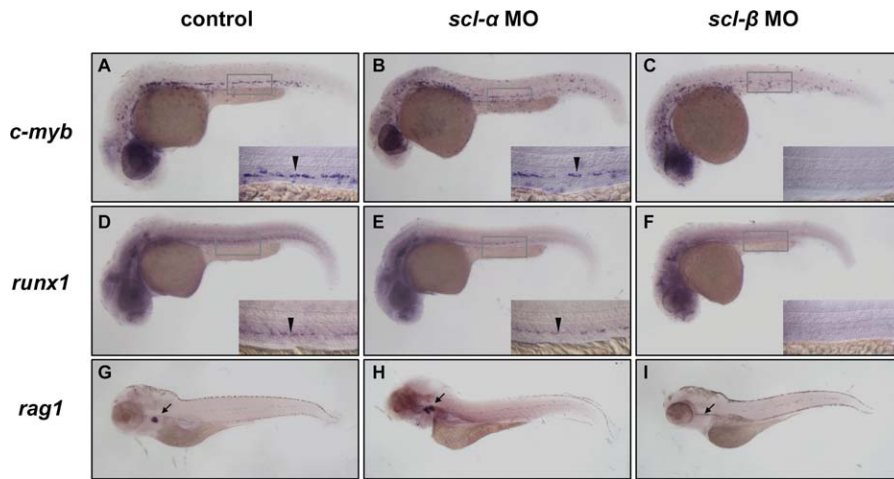 control scl-α MO scl-β MO
c-myb A B C
runx1 D E F
rag1 G H I